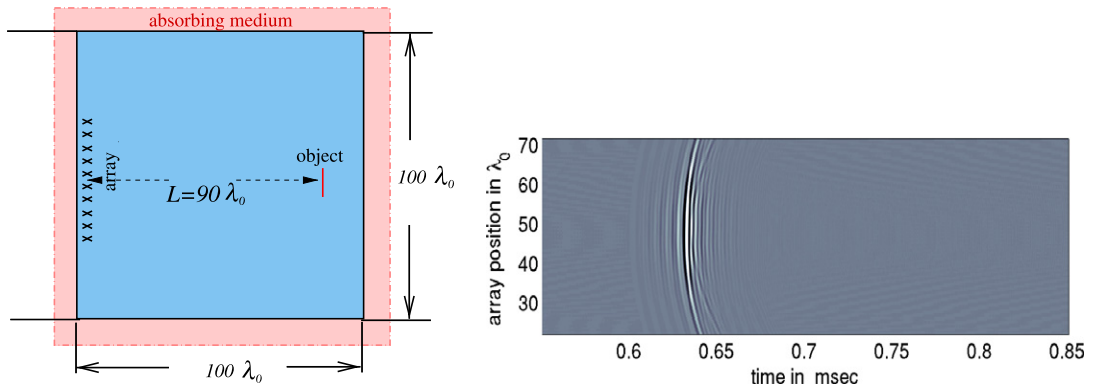 absorbing medium
x x
x x
x x
x x
x x
x x
x x
x x
x x
x x
array
object
L=90 λ₀
100 λ₀
100 λ₀
array position in λ₀
70
60
50
40
30
0.6 0.65 0.7 0.75 0.8 0.85
time in msec